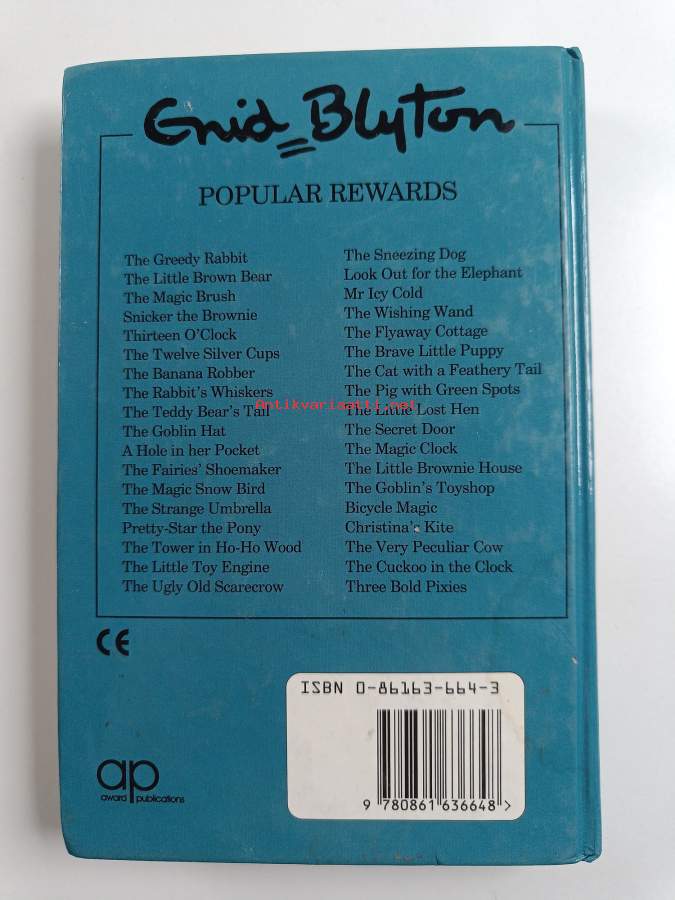 Enid Blyton
POPULAR REWARDS
The Greedy Rabbit
The Little Brown Bear
The Magic Brush
Snicker the Brownie
Thirteen O'Clock
The Twelve Silver Cups
The Banana Robber
The Rabbit's Whiskers
The Teddy Bear's Tail
The Goblin Hat
A Hole in her Pocket
The Fairies' Shoemaker
The Magic Snow Bird
The Strange Umbrella
Pretty-Star the Pony
The Tower in Ho-Ho Wood
The Little Toy Engine
The Ugly Old Scarecrow
The Sneezing Dog
Look Out for the Elephant
Mr Icy Cold
The Wishing Wand
The Flyaway Cottage
The Brave Little Puppy
The Cat with a Feathery Tail
The Pig with Green Spots
The Little Lost Hen
The Secret Door
The Magic Clock
The Little Brownie House
The Goblin's Toyshop
Bicycle Magic
Christina's Kite
The Very Peculiar Cow
The Cuckoo in the Clock
Three Bold Pixies
Antikvariaatti.net
CE
ISBN 0-86163-664-3
9 780861 636648 >
ap
award publications